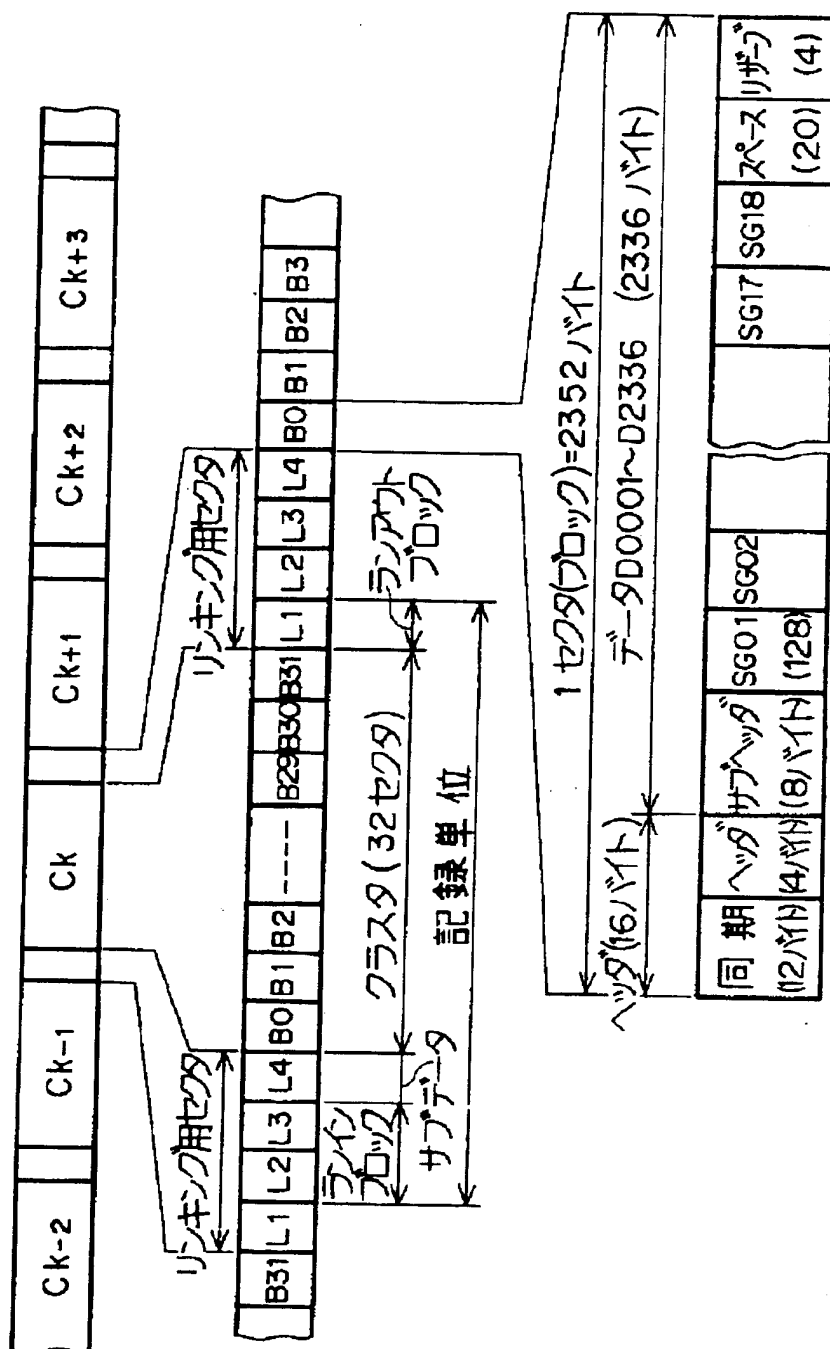 Ck-2 Ck-1 Ck Ck+1 Ck+2 Ck+3
リンキング用セクタ リンキング用セクタ
B31 L1 L2 L3 L4 B0 B1 B2 ---- B29 B30 B31 L1 L2 L3 L4 B0 B1 B2 B3
ランイン
ブロック
サブデータ
クラスタ(32セクタ)
ランアウト
ブロック
記録単位
1セクタ(ブロック)=2352バイト
ヘッダ(16バイト)
データD0001~D2336 (2336バイト)
同期 ヘッダ サブヘッダ SG01 SG02 SG17 SG18 スペース リザーブ
(12バイト) (4バイト) (8バイト) (128) (20) (4)